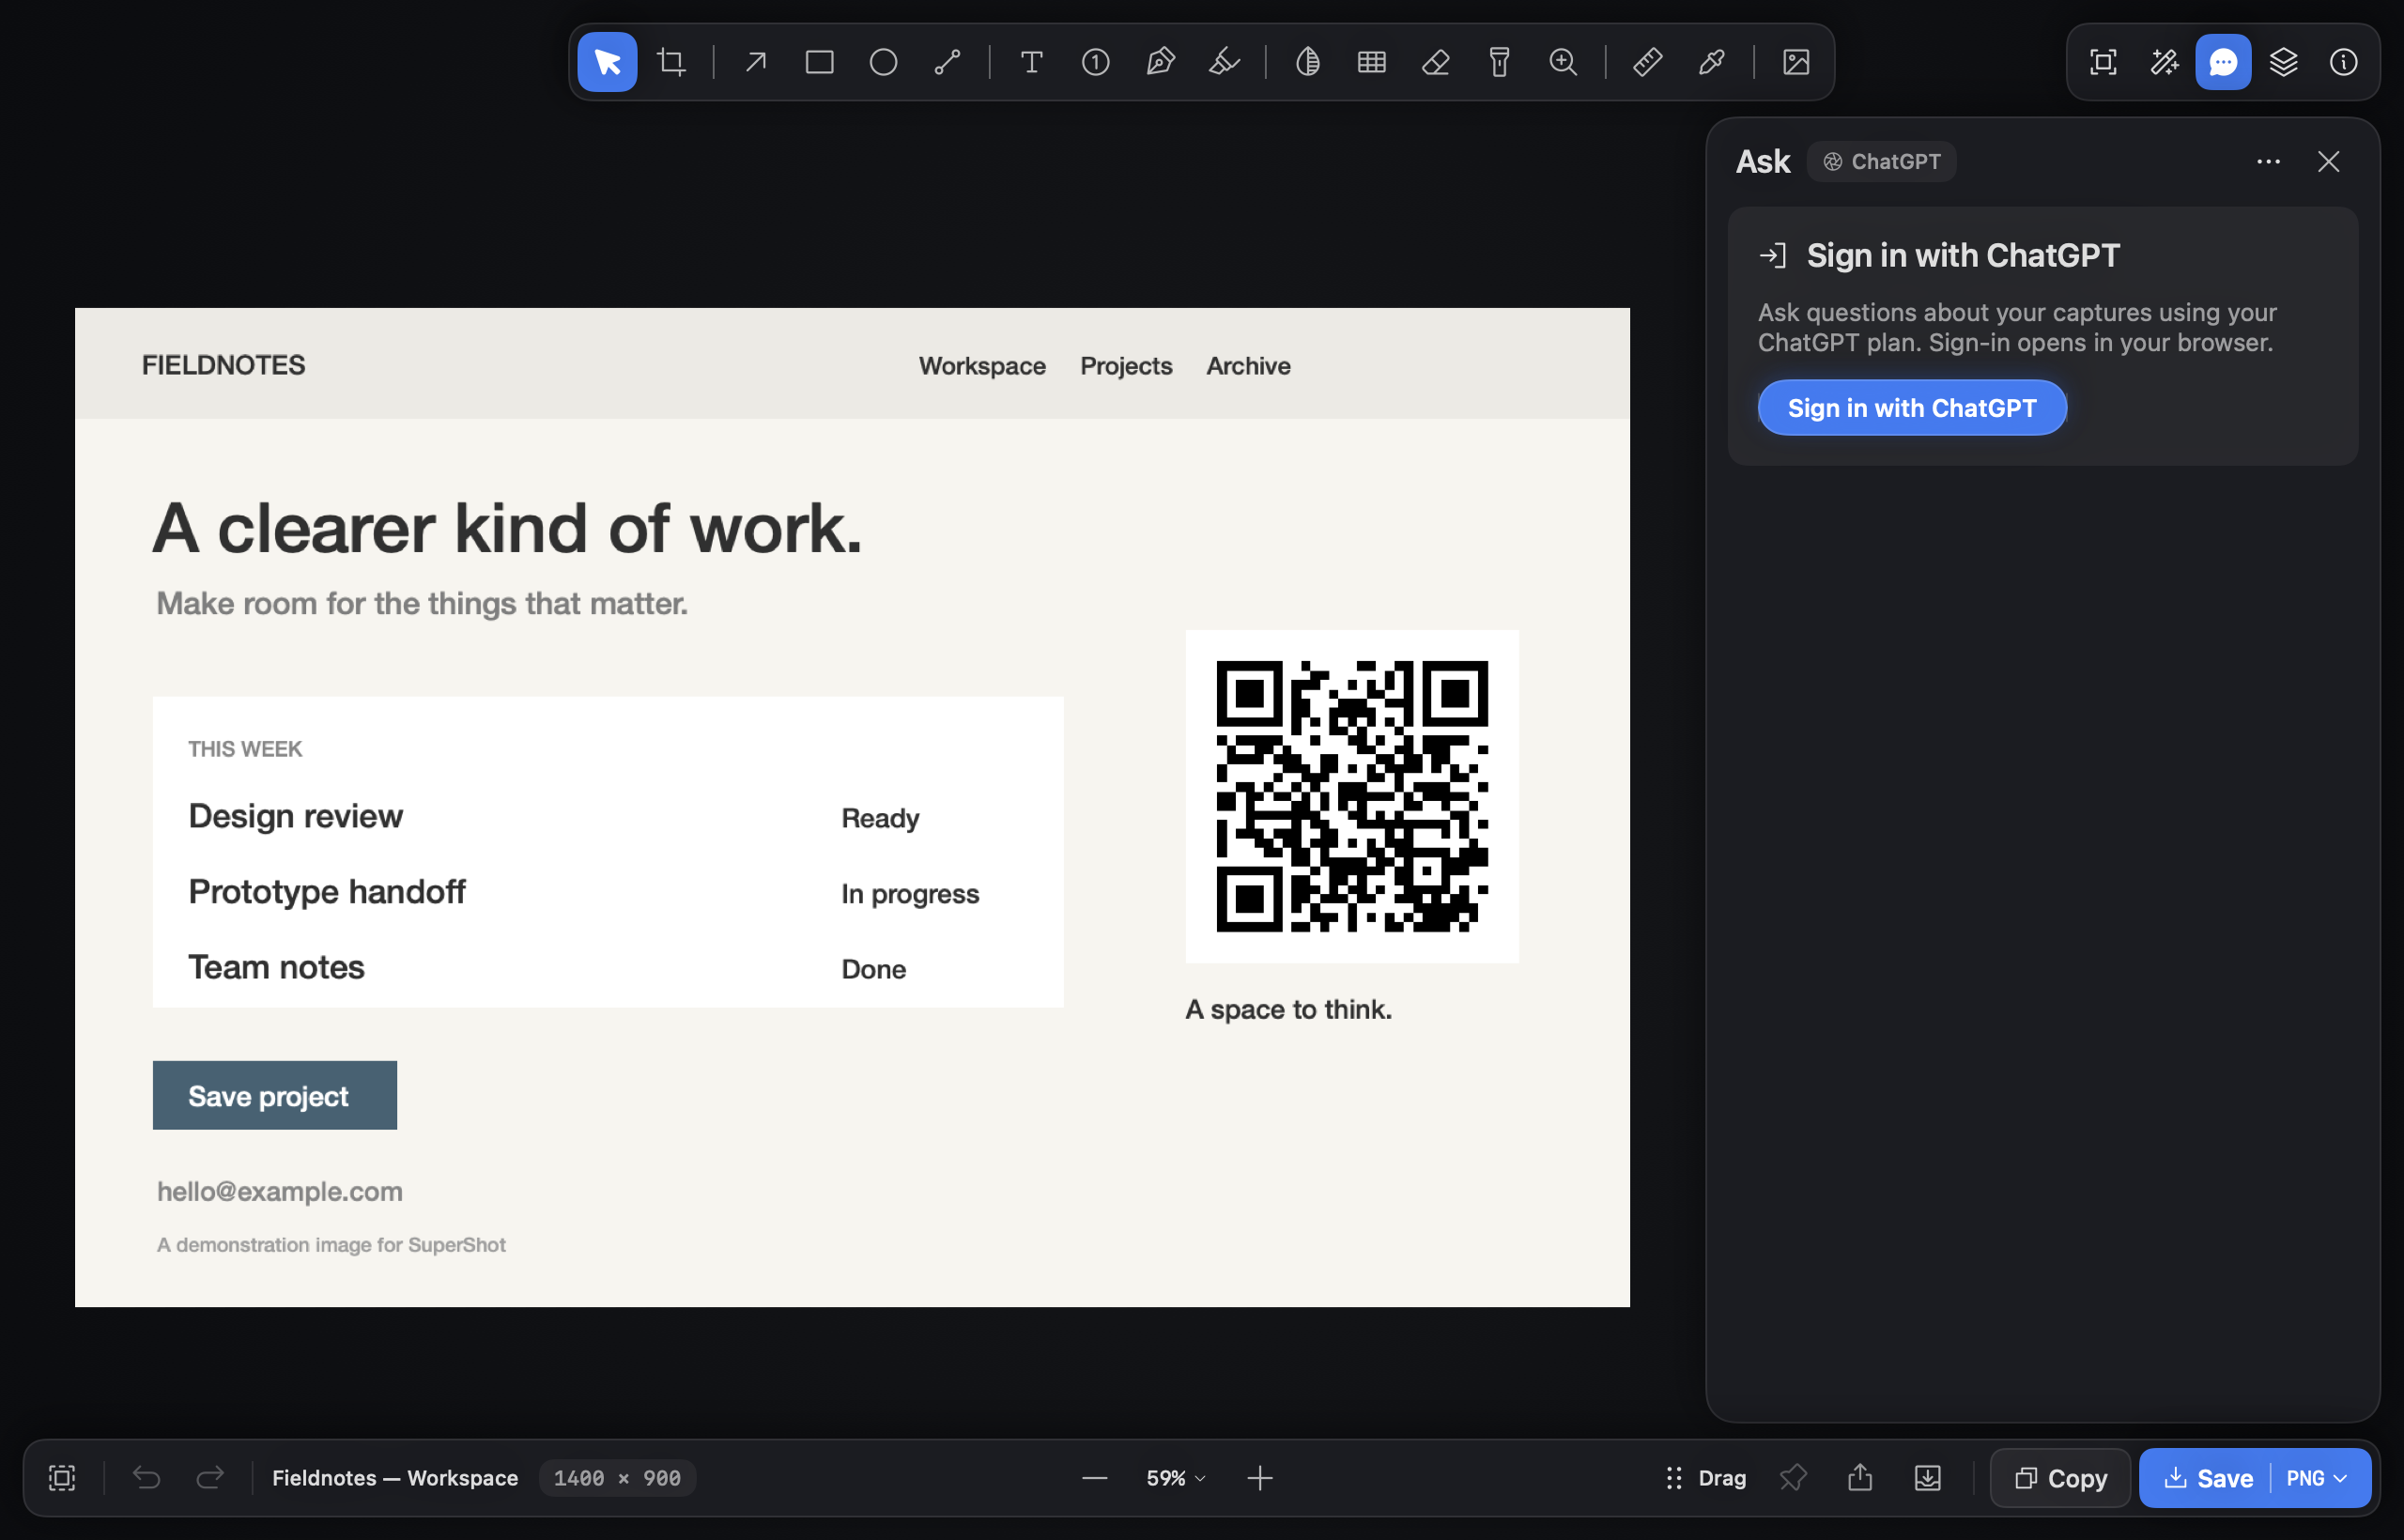 Ask
ChatGPT
Sign in with ChatGPT
Ask questions about your captures using your
ChatGPT plan. Sign-in opens in your browser.
Sign in with ChatGPT
FIELDNOTES
Workspace Projects Archive
A clearer kind of work.
Make room for the things that matter.
THIS WEEK
Design review Ready
Prototype handoff In progress
Team notes Done
A space to think.
Save project
hello@example.com
A demonstration image for SuperShot
Fieldnotes — Workspace 1400 × 900 59% Drag Copy Save PNG